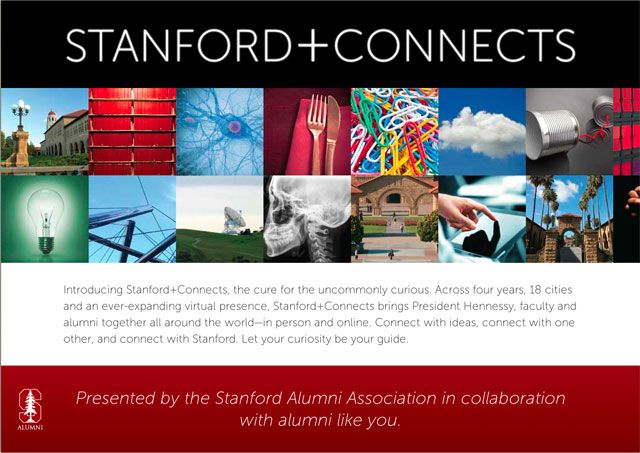 STANFORD+CONNECTS
Introducing Stanford+Connects, the cure for the uncommonly curious. Across four years, 18 cities
and an ever-expanding virtual presence, Stanford+Connects brings President Hennessy, faculty and
alumni together all around the world—in person and online. Connect with ideas, connect with one
other, and connect with Stanford. Let your curiosity be your guide.
Presented by the Stanford Alumni Association in collaboration
with alumni like you.
S
ALUMNI